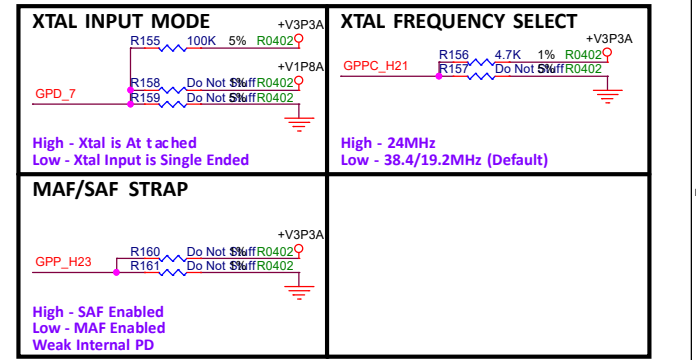 XTAL INPUT MODE
+V3P3A
R155 100K 5% R0402
+V1P8A
R158 Do Not Stuff R0402
GPD_7
R159 Do Not Stuff R0402
High - Xtal is At tached
Low - Xtal Input is Single Ended
XTAL FREQUENCY SELECT
+V3P3A
R156 4.7K 1% R0402
GPPC_H21
R157 Do Not Stuff R0402
High - 24MHz
Low - 38.4/19.2MHz (Default)
MAF/SAF STRAP
+V3P3A
R160 Do Not Stuff R0402
GPP_H23
R161 Do Not Stuff R0402
High - SAF Enabled
Low - MAF Enabled
Weak Internal PD